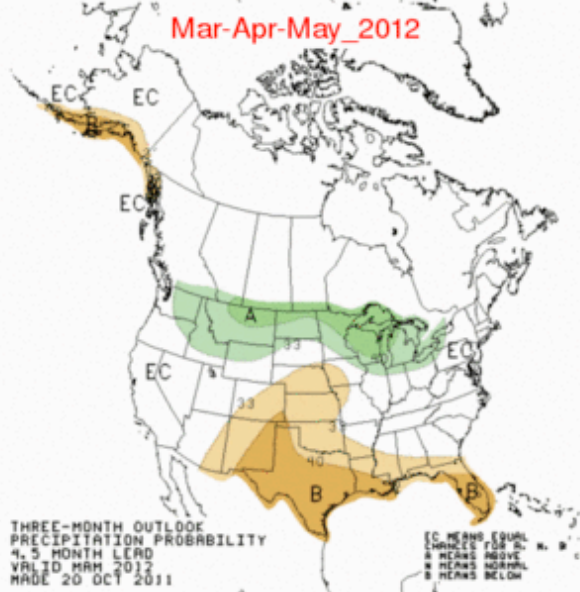 Mar-Apr-May_2012
EC
EC
B
EC
A
33
EC
EC
33
33
40
B
B
THREE-MONTH OUTLOOK
PRECIPITATION PROBABILITY
4.5 MONTH LEAD
VALID MAM 2012
MADE 20 OCT 2011
EC MEANS EQUAL
CHANCES FOR A, N, B
A MEANS ABOVE
N MEANS NORMAL
B MEANS BELOW